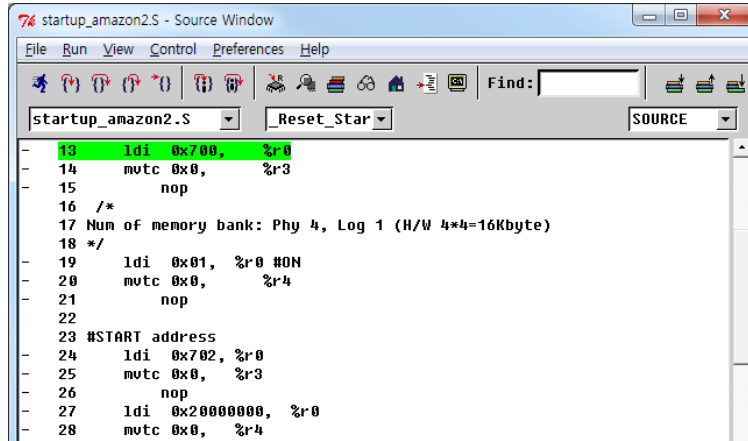 startup_amazon2.S - Source Window
File Run View Control Preferences Help
Find:
startup_amazon2.S _Reset_Star SOURCE
- 13 ldi 0x700, %r0
- 14 mvtc 0x0, %r3
- 15 nop
16 /*
17 Num of memory bank: Phy 4, Log 1 (H/W 4*4=16Kbyte)
18 */
- 19 ldi 0x01, %r0 #ON
- 20 mvtc 0x0, %r4
- 21 nop
22
23 #START address
- 24 ldi 0x702, %r0
- 25 mvtc 0x0, %r3
- 26 nop
- 27 ldi 0x20000000, %r0
- 28 mvtc 0x0, %r4